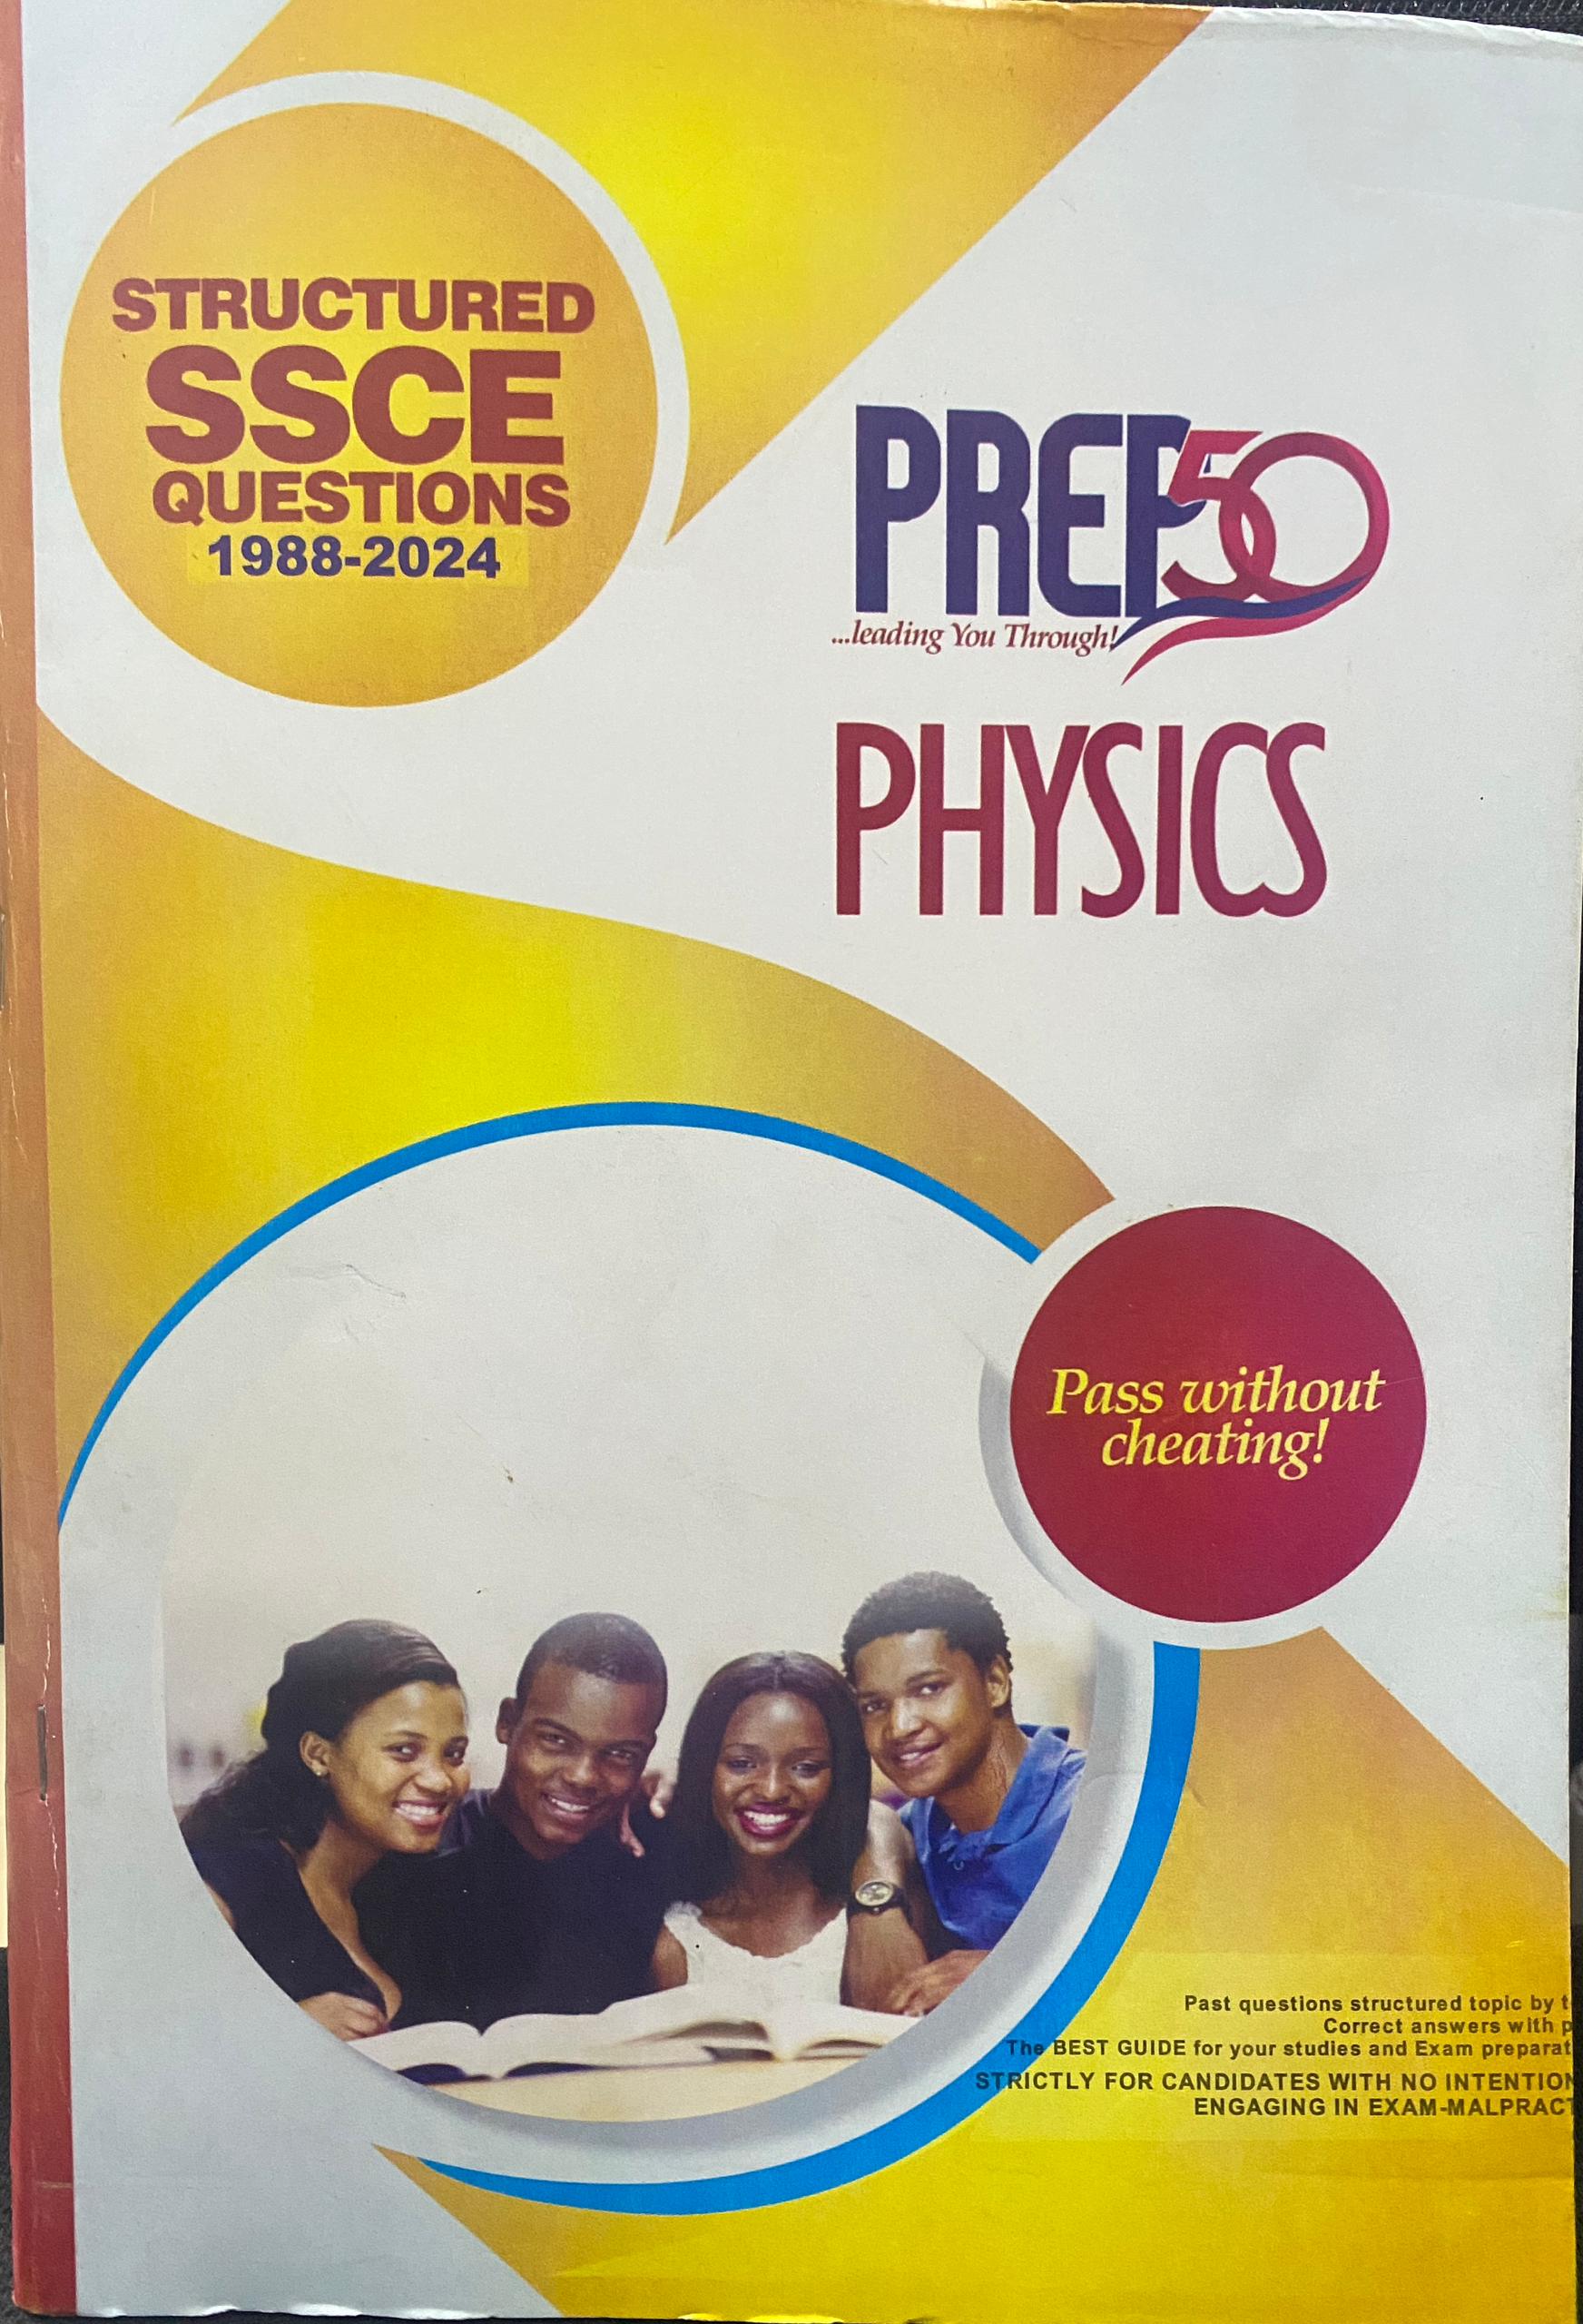 STRUCTURED
SSCE
QUESTIONS
1988-2024
PREP50
...leading You Through!
PHYSICS
Pass without
cheating!
Past questions structured topic by
Correct answers with
The BEST GUIDE for your studies and Exam
STRICTLY FOR CANDIDATES WITH NO
ENGAGING IN